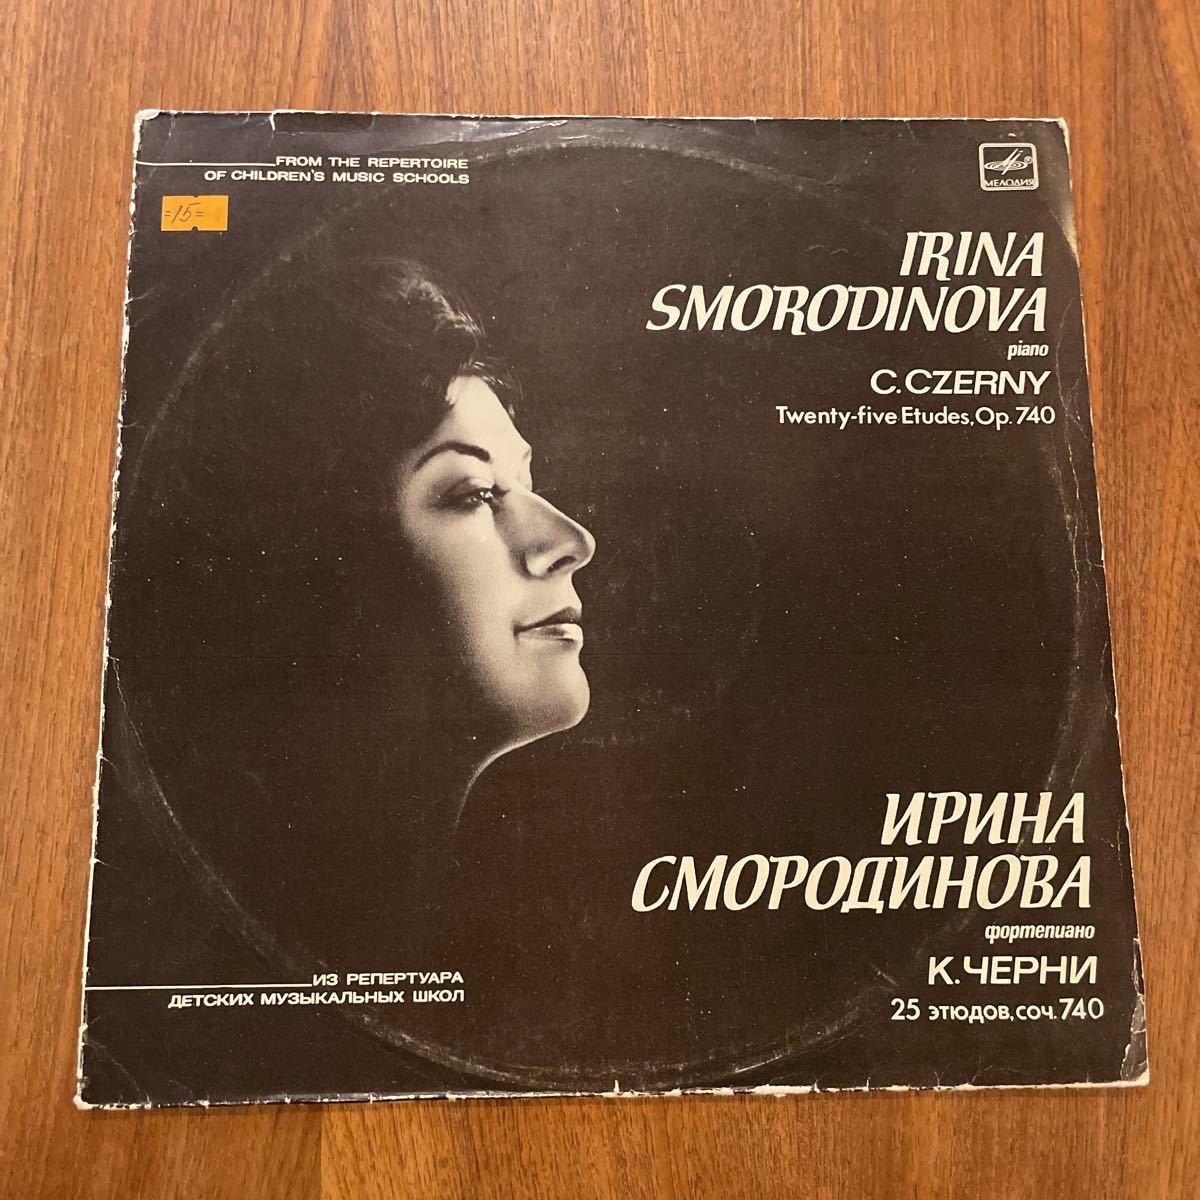 FROM THE REPERTOIRE
OF CHILDREN'S MUSIC SCHOOLS
=15=
®
МЕЛОДИЯ
IRINA
SMORODINOVA
piano
C.CZERNY
Twenty-five Etudes,Op.740
ИРИНА
СМОРОДИНОВА
фортепиано
К.ЧЕРНИ
25 этюдов,соч.740
ИЗ РЕПЕРТУАРА
ДЕТСКИХ МУЗЫКАЛЬНЫХ ШКОЛ